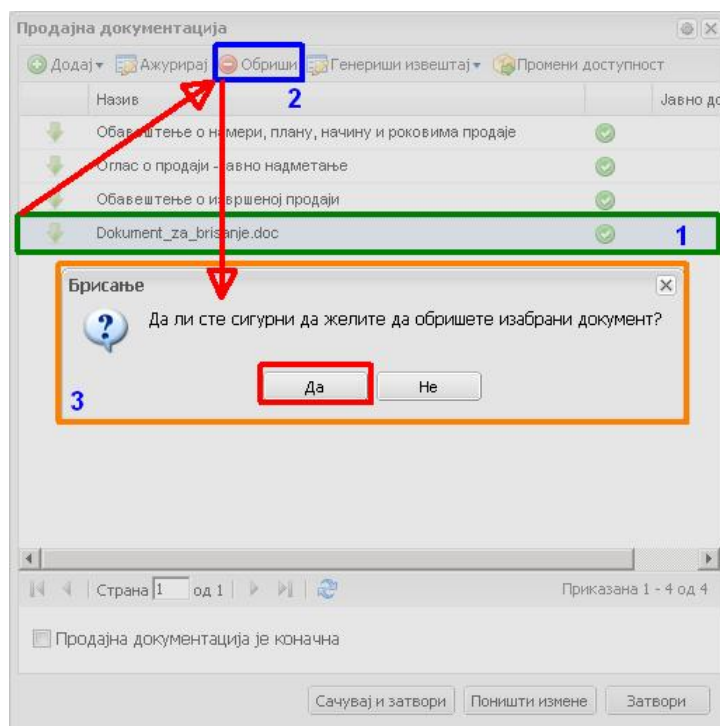 Продајна документација
Додај Ажурирај Обриши Генериши извештај Промени доступност
2
Назив Јавно до
Обавештење о намери, плану, начину и роковима продаје
Оглас о продаји - јавно надметање
Обавештење о извршеној продаји
Dokument_za_brisanje.doc 1
Брисање
Да ли сте сигурни да желите да обришете изабрани документ?
Да Не
3
Страна 1 од 1 Приказана 1 - 4 од 4
Продајна документација је коначна
Сачувај и затвори Поништи измене Затвори